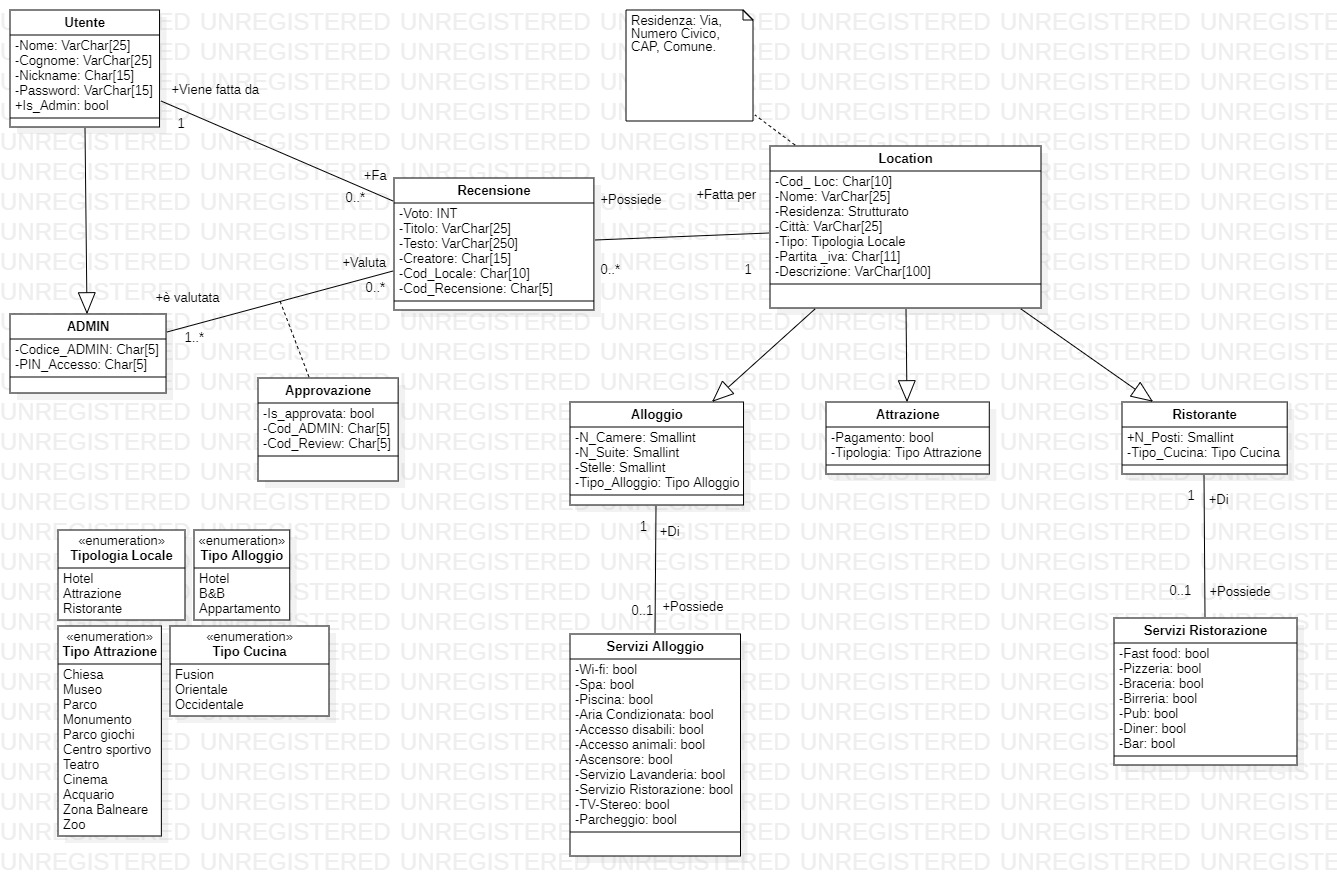 Utente
-Nome: VarChar[25]
-Cognome: VarChar[25]
-Nickname: Char[15]
-Password: VarChar[15]
+Is_Admin: bool
+Viene fatta da
1
+Fa
0..*
Residenza: Via,
Numero Civico,
CAP, Comune.
Recensione
-Voto: INT
-Titolo: VarChar[25]
-Testo: VarChar[250]
-Creatore: Char[15]
-Cod_Locale: Char[10]
-Cod_Recensione: Char[5]
+Possiede
0..*
+Fatta per
1
Location
-Cod_ Loc: Char[10]
-Nome: VarChar[25]
-Residenza: Strutturato
-Città: VarChar[25]
-Tipo: Tipologia Locale
-Partita _iva: Char[11]
-Descrizione: VarChar[100]
+Valuta
0..*
+è valutata
1..*
ADMIN
-Codice_ADMIN: Char[5]
-PIN_Accesso: Char[5]
Approvazione
-Is_approvata: bool
-Cod_ADMIN: Char[5]
-Cod_Review: Char[5]
Alloggio
-N_Camere: Smallint
-N_Suite: Smallint
-Stelle: Smallint
-Tipo_Alloggio: Tipo Alloggio
Attrazione
-Pagamento: bool
-Tipologia: Tipo Attrazione
Ristorante
+N_Posti: Smallint
-Tipo_Cucina: Tipo Cucina
1
+Di
0..1
+Possiede
1
+Di
0..1
+Possiede
«enumeration»
Tipologia Locale
Hotel
Attrazione
Ristorante
«enumeration»
Tipo Alloggio
Hotel
B&B
Appartamento
«enumeration»
Tipo Attrazione
Chiesa
Museo
Parco
Monumento
Parco giochi
Centro sportivo
Teatro
Cinema
Acquario
Zona Balneare
Zoo
«enumeration»
Tipo Cucina
Fusion
Orientale
Occidentale
Servizi Alloggio
-Wi-fi: bool
-Spa: bool
-Piscina: bool
-Aria Condizionata: bool
-Accesso disabili: bool
-Accesso animali: bool
-Ascensore: bool
-Servizio Lavanderia: bool
-Servizio Ristorazione: bool
-TV-Stereo: bool
-Parcheggio: bool
Servizi Ristorazione
-Fast food: bool
-Pizzeria: bool
-Braceria: bool
-Birreria: bool
-Pub: bool
-Diner: bool
-Bar: bool
UNREGISTERED